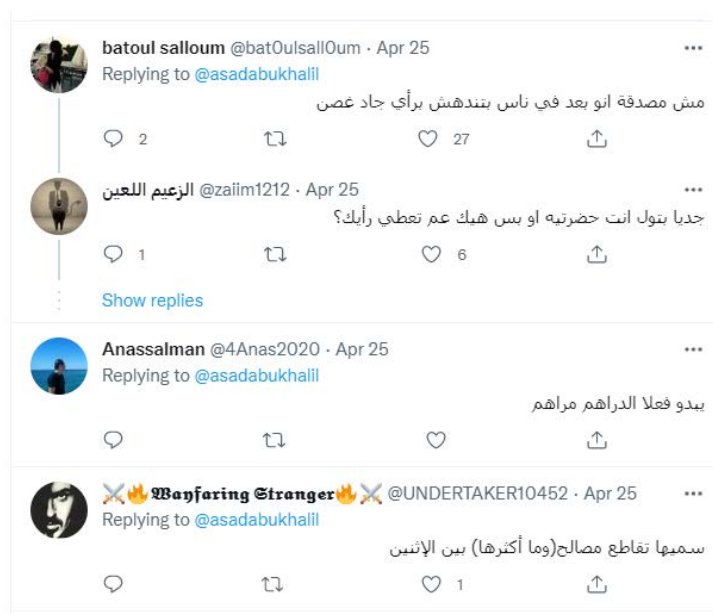 batoul salloum @bat0ulsall0um · Apr 25
Replying to @asadabukhalil
مش مصدقة انو بعد في ناس بتندهش برأي جاد غصن
2 27
الزعيم اللعين @zaiim1212 · Apr 25
جديا بتول انت حضرتيه او بس هيك عم تعطي رأيك؟
1 6
Show replies
Anassalman @4Anas2020 · Apr 25
Replying to @asadabukhalil
يبدو فعلا الدراهم مراهم
⚔️🔥𝖂𝖆𝖞𝖋𝖆𝖗𝖎𝖓𝖌 𝕾𝖙𝖗𝖆𝖓𝖌𝖊𝖗🔥⚔️ @UNDERTAKER10452 · Apr 25
Replying to @asadabukhalil
سميها تقاطع مصالح(وما أكثرها) بين الإثنين
1